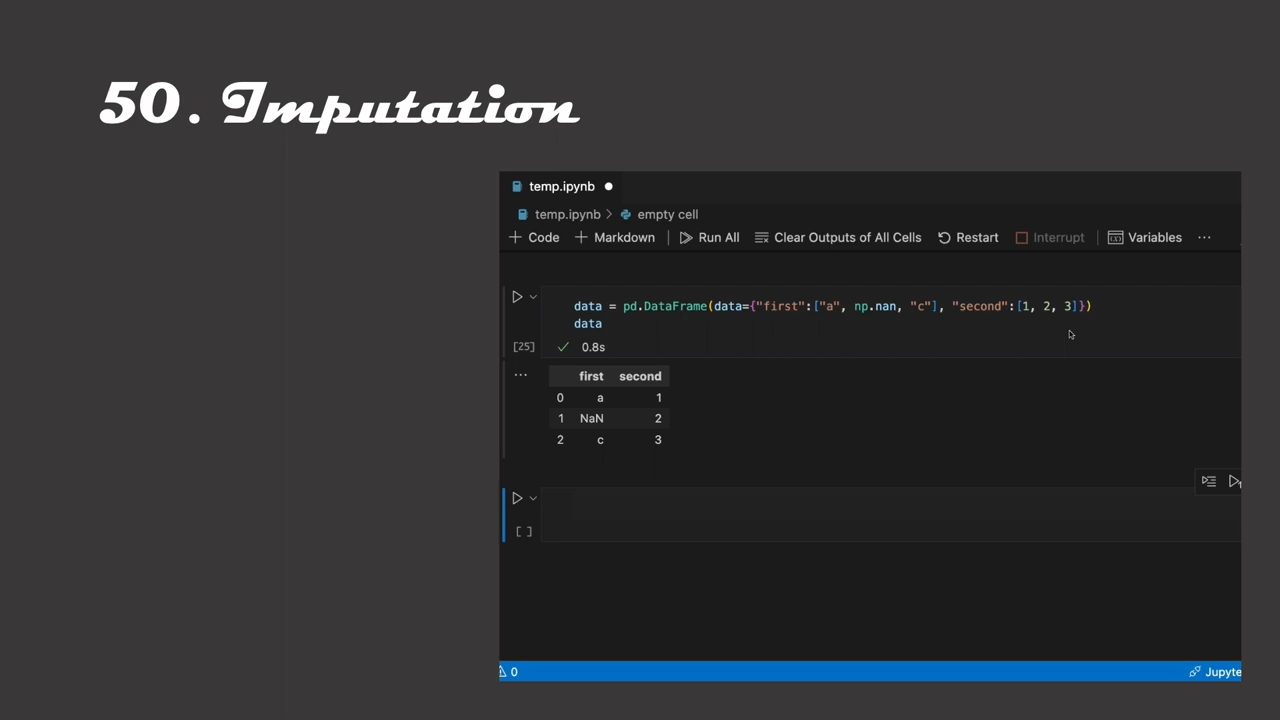 50. Imputation
temp.ipynb
temp.ipynb > empty cell
+ Code + Markdown Run All Clear Outputs of All Cells Restart Interrupt Variables ...
data = pd.DataFrame(data={"first":["a", np.nan, "c"], "second":[1, 2, 3]})
data
[25] 0.8s
... first second
0 a 1
1 NaN 2
2 c 3
[ ]
0 Jupyte